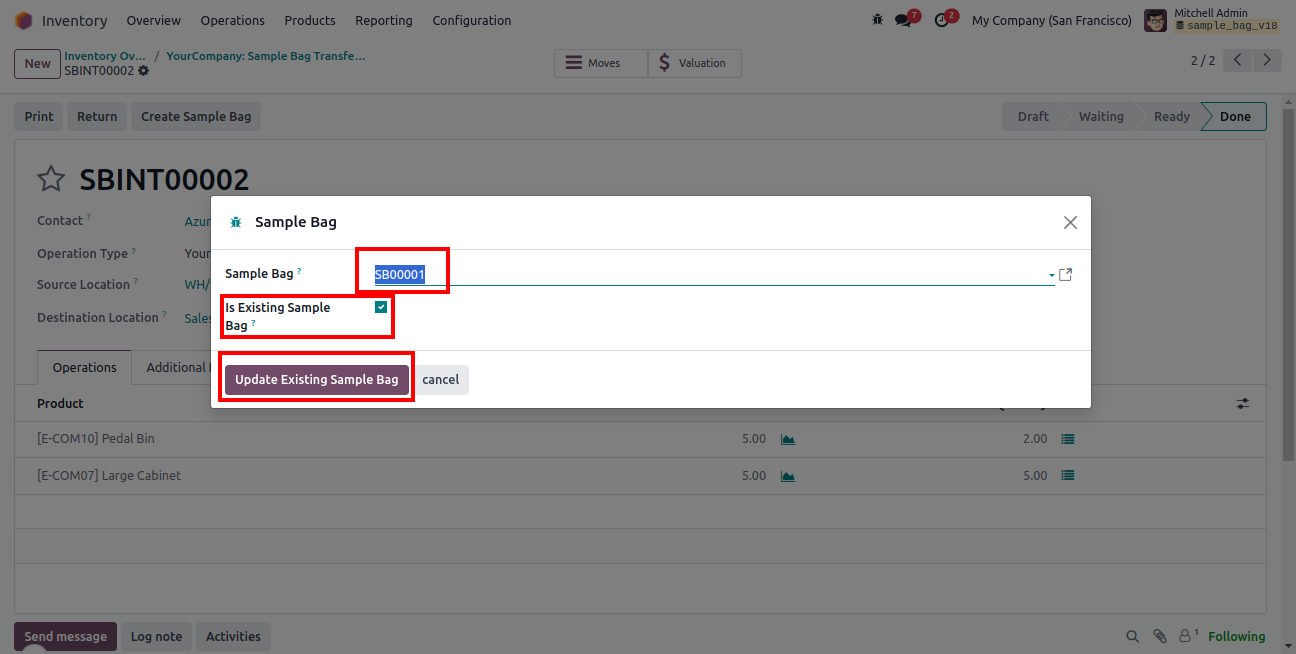 Inventory Overview Operations Products Reporting Configuration 7 2 My Company (San Francisco) Mitchell Admin
sample_bag_v18
New Inventory Ov... / YourCompany: Sample Bag Transfe...
SBINT00002
Moves Valuation 2 / 2
Print Return Create Sample Bag Draft Waiting Ready Done
SBINT00002
Contact ? Azur
Operation Type ? Your
Source Location ? WH/
Destination Location ? Sales
Sample Bag
Sample Bag ? SB00001
Is Existing Sample
Bag ?
Update Existing Sample Bag cancel
Operations Additional
Product
[E-COM10] Pedal Bin 5.00 2.00
[E-COM07] Large Cabinet 5.00 5.00
Send message Log note Activities 1 Following